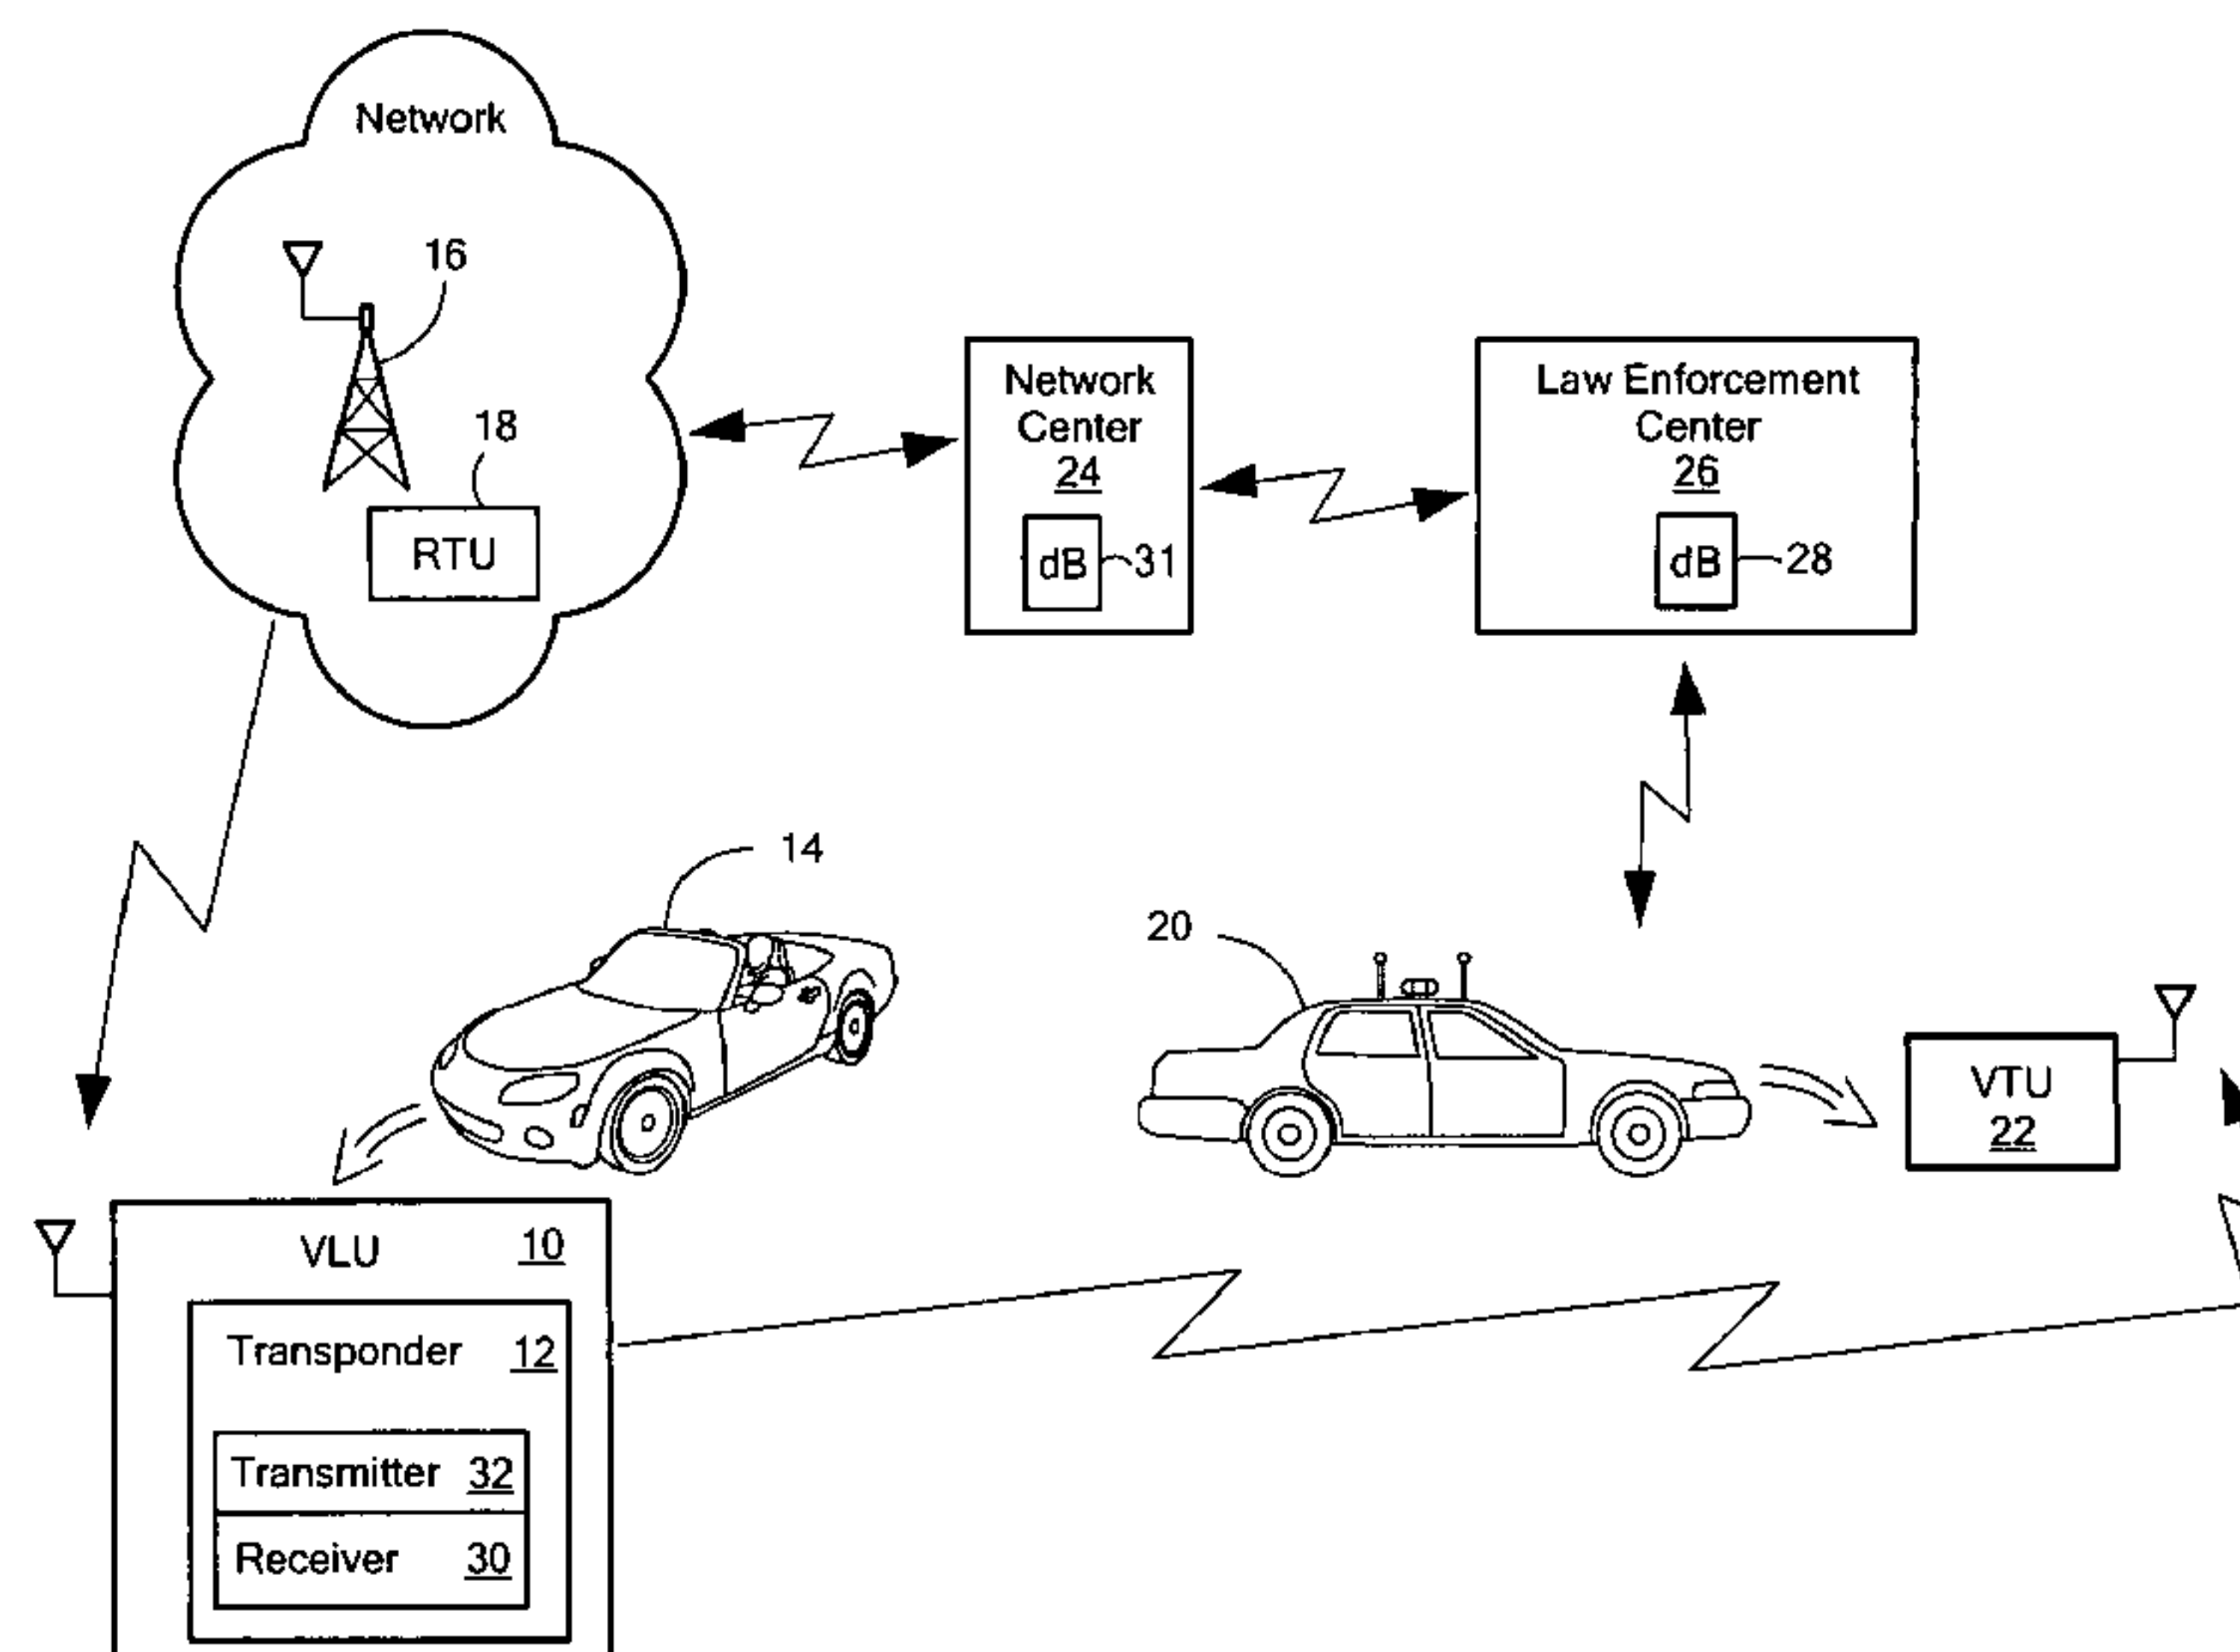 Network
16
18
RTU
Network
Center
24
dB
31
Law Enforcement
Center
26
dB
28
14
20
VTU
22
VLU 10
Transponder 12
Transmitter 32
Receiver 30